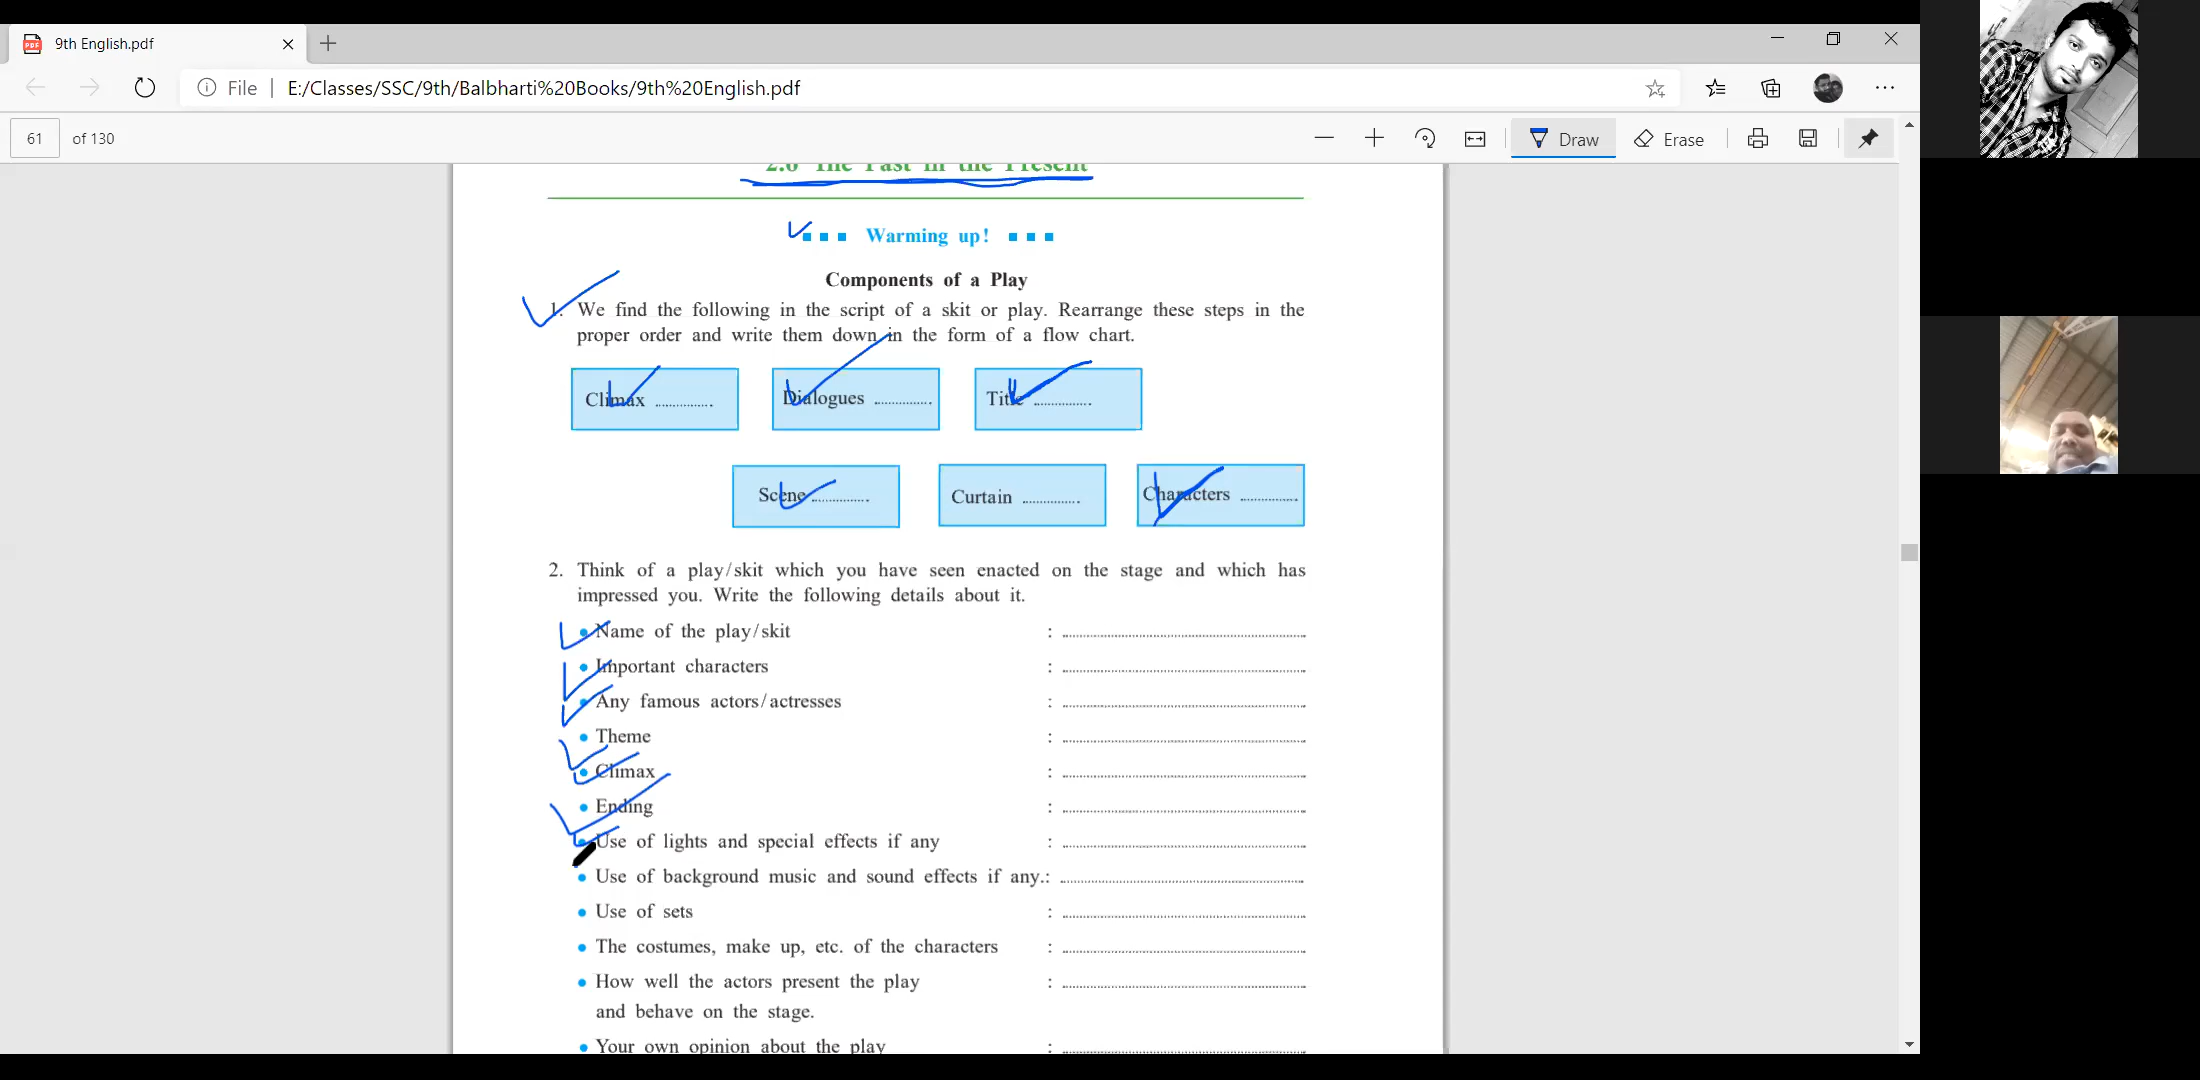 9th English.pdf
File | E:/Classes/SSC/9th/Balbharti%20Books/9th%20English.pdf
61 of 130
Draw Erase
2.6 The Past in the Present
Warming up!
Components of a Play
1. We find the following in the script of a skit or play. Rearrange these steps in the
proper order and write them down in the form of a flow chart.
Climax .............. Dialogues .............. Title ..............
Scene .............. Curtain .............. Characters ..............
2. Think of a play/skit which you have seen enacted on the stage and which has
impressed you. Write the following details about it.
• Name of the play/skit : ..............
• Important characters : ..............
• Any famous actors/actresses : ..............
• Theme : ..............
• Climax : ..............
• Ending : ..............
• Use of lights and special effects if any : ..............
• Use of background music and sound effects if any.: ..............
• Use of sets : ..............
• The costumes, make up, etc. of the characters : ..............
• How well the actors present the play : ..............
and behave on the stage.
• Your own opinion about the play : ..............